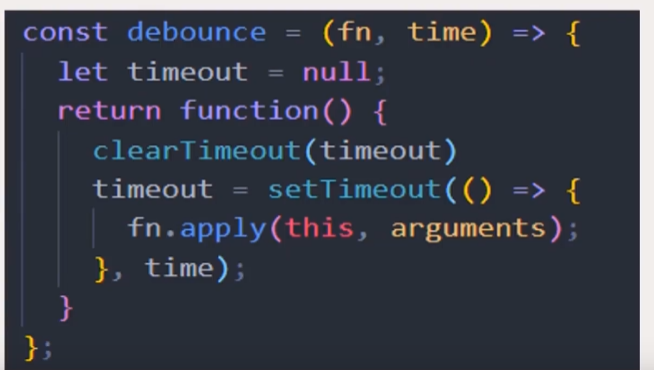 const debounce = (fn, time) => {
  let timeout = null;
  return function() {
    clearTimeout(timeout)
    timeout = setTimeout(() => {
      fn.apply(this, arguments);
    }, time);
  }
};